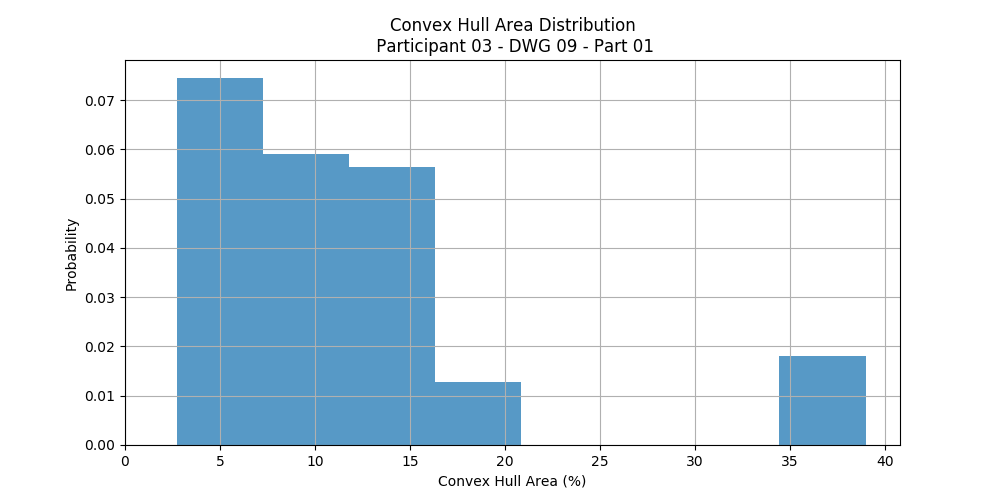 Convex Hull Area Distribution
Participant 03 - DWG 09 - Part 01
0.07
0.06
0.05
0.04
0.03
0.02
0.01
0.00
Probability
0 5 10 15 20 25 30 35 40
Convex Hull Area (%)